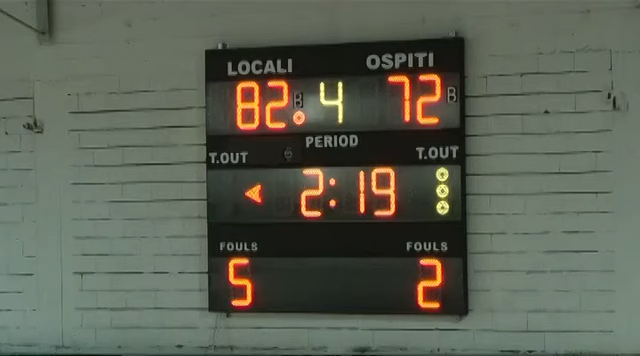 LOCALI OSPITI
82 4 72
PERIOD
T.OUT T.OUT
2:19
FOULS FOULS
5 2